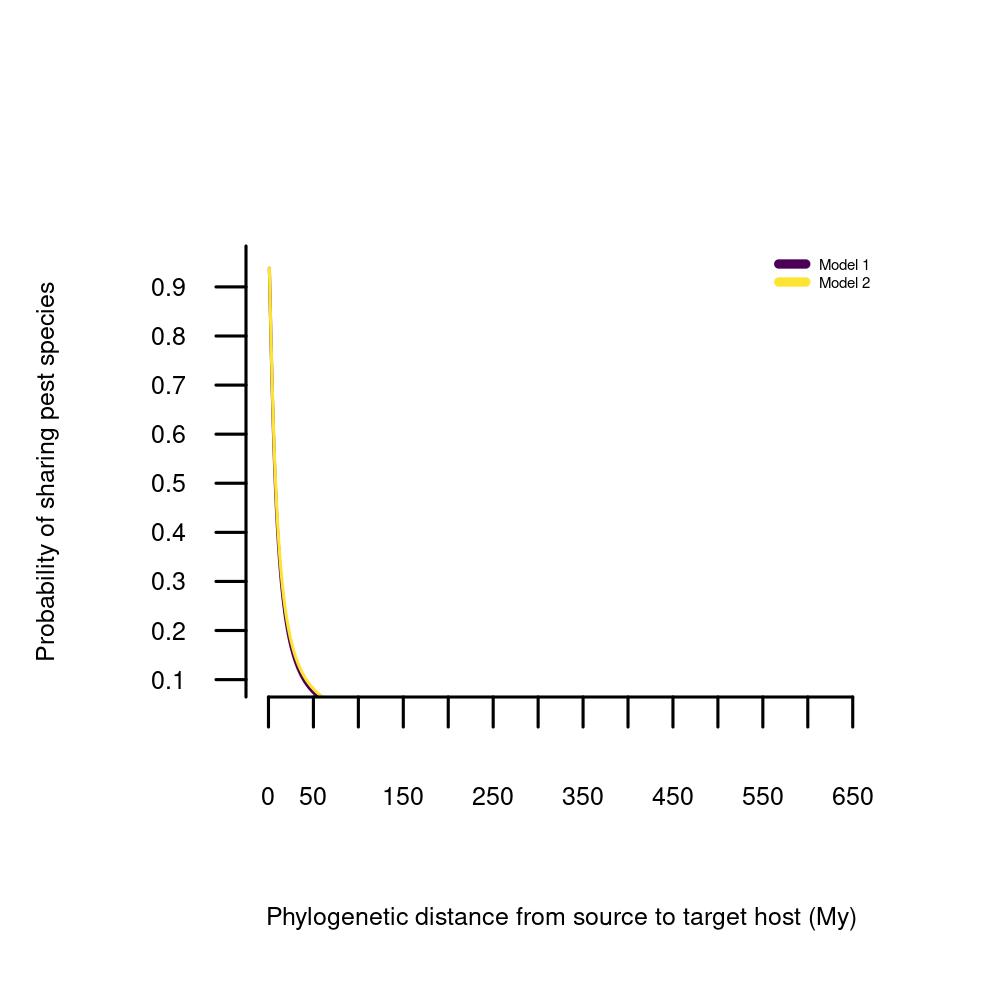 Model 1
Model 2
0.9
0.8
0.7
0.6
0.5
0.4
0.3
0.2
0.1
Probability of sharing pest species
0 50 150 250 350 450 550 650
Phylogenetic distance from source to target host (My)